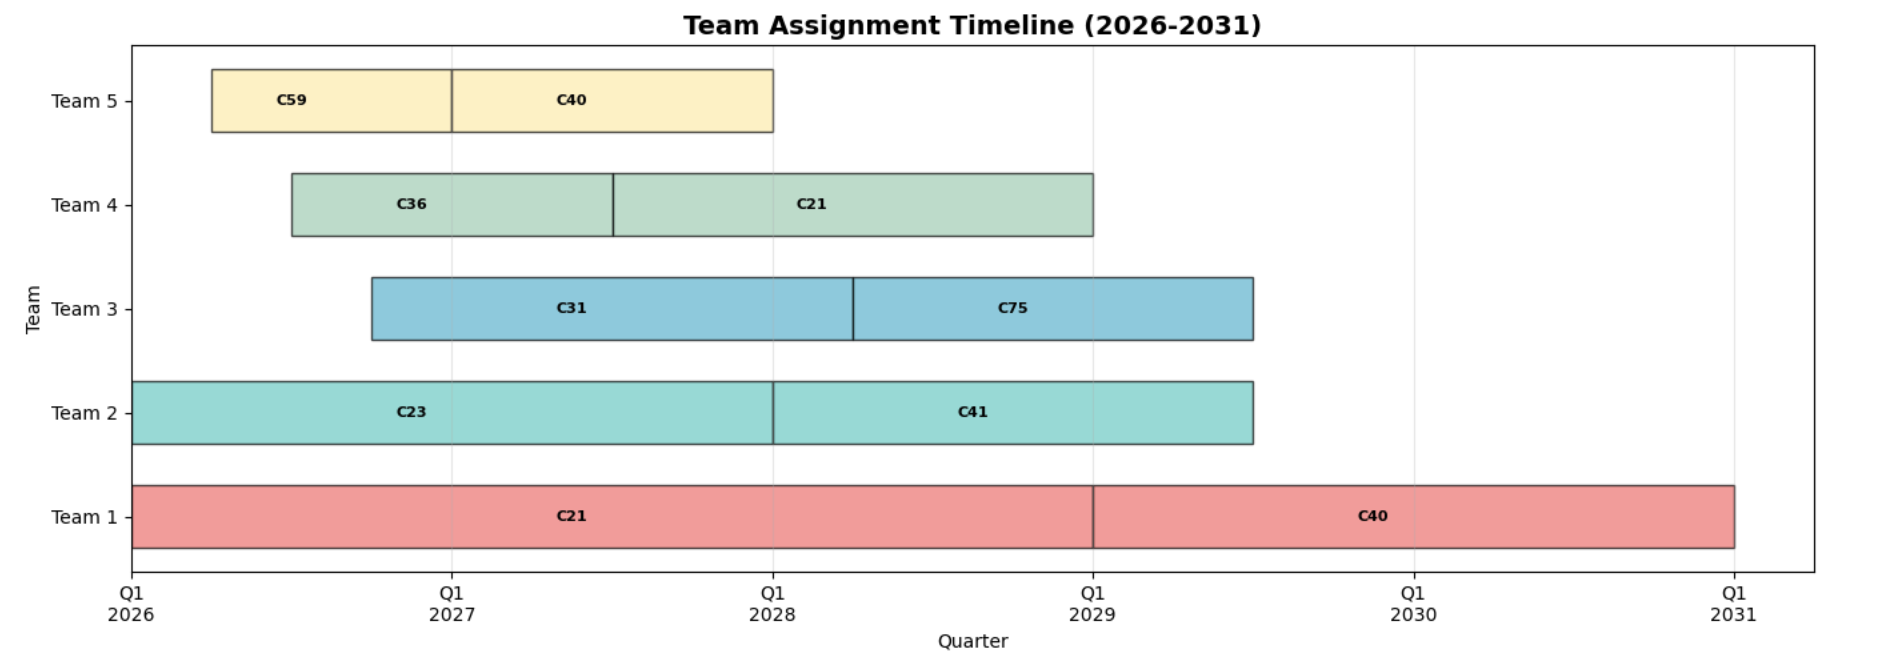 Team Assignment Timeline (2026-2031)
Team 5
C59
C40
Team 4
C36
C21
Team 3
C31
C75
Team 2
C23
C41
Team 1
C21
C40
Team
Q1
2026
Q1
2027
Q1
2028
Q1
2029
Q1
2030
Q1
2031
Quarter